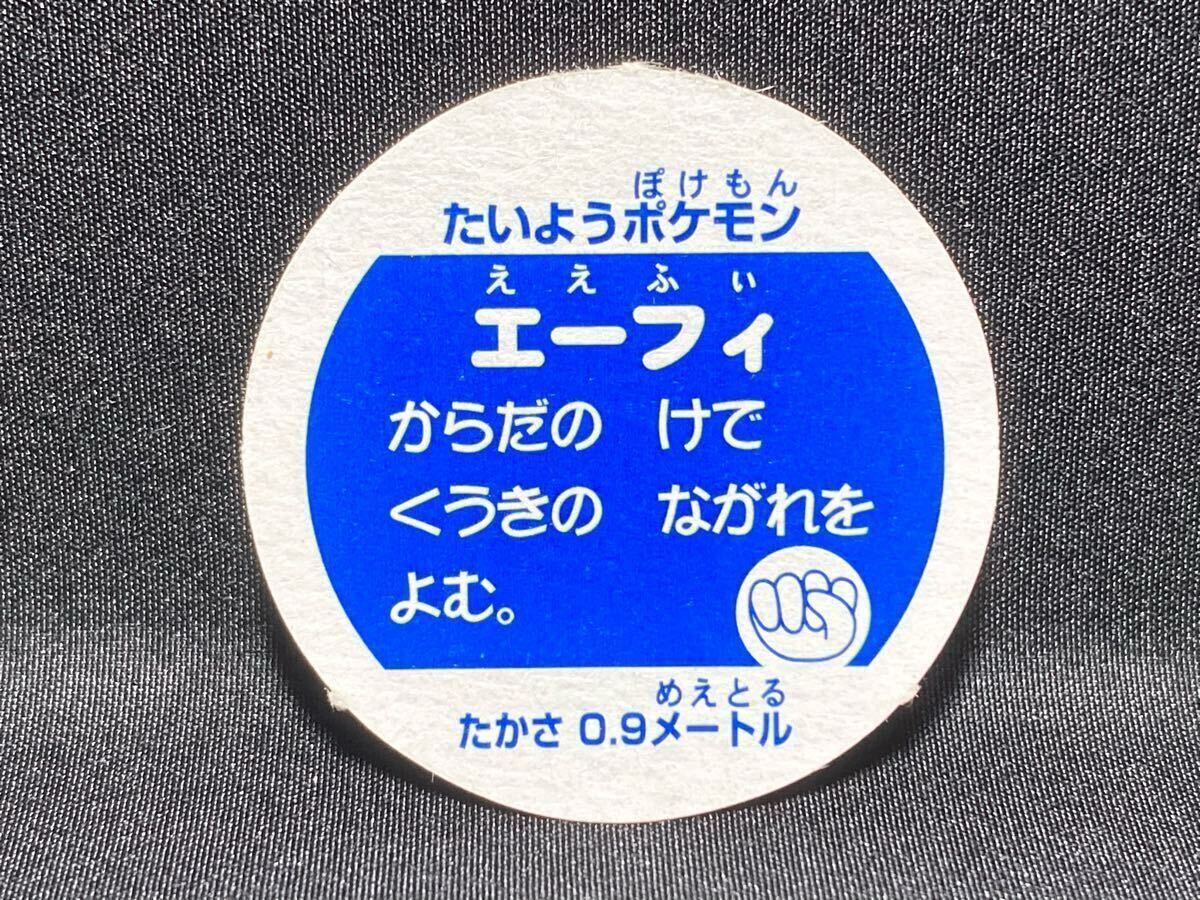 ぽけもん
たいようポケモン
ええふぃ
エーフィ
からだの けで
くうきの ながれを
よむ。
めえとる
たかさ 0.9メートル